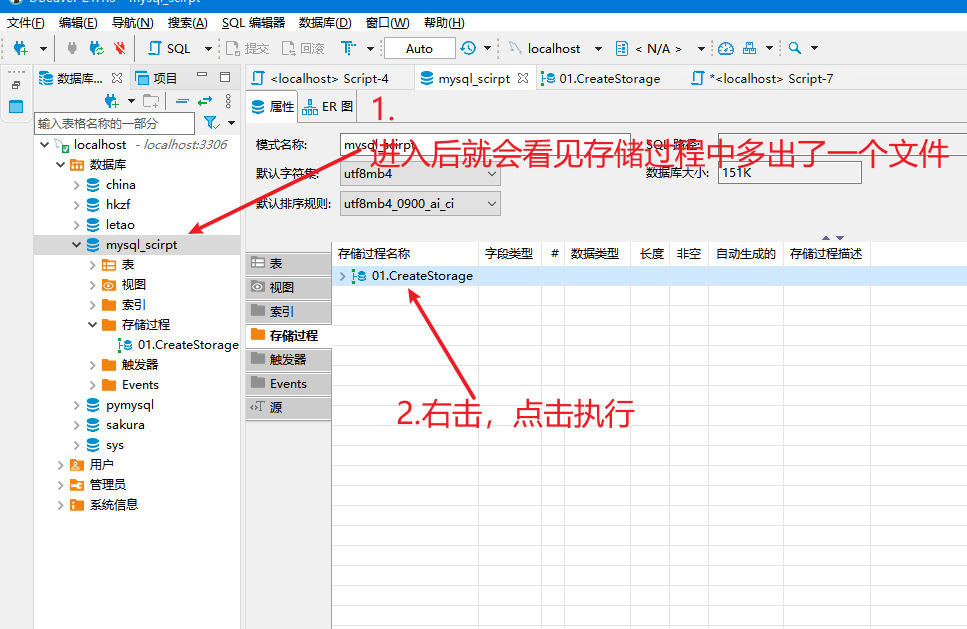 DBeaver 21.1.3 - mysql_scirpt
文件(F) 编辑(E) 导航(N) 搜索(A) SQL 编辑器 数据库(D) 窗口(W) 帮助(H)
SQL 提交 回滚 Auto localhost < N/A >
数据库... 项目
<localhost> Script-4 mysql_scirpt 01.CreateStorage *<localhost> Script-7
属性 ER 图
1.
输入表格名称的一部分
模式名称: mysql_scirpt SQL 路径:
进入后就会看见存储过程中多出了一个文件
默认字符集: utf8mb4 数据库大小: 151K
默认排序规则: utf8mb4_0900_ai_ci
localhost - localhost:3306
数据库
china
hkzf
letao
mysql_scirpt
表
视图
索引
存储过程
01.CreateStorage
触发器
Events
pymysql
sakura
sys
用户
管理员
系统信息
表
视图
索引
存储过程
触发器
Events
源
存储过程名称 字段类型 # 数据类型 长度 非空 自动生成的 存储过程描述
01.CreateStorage
2.右击，点击执行